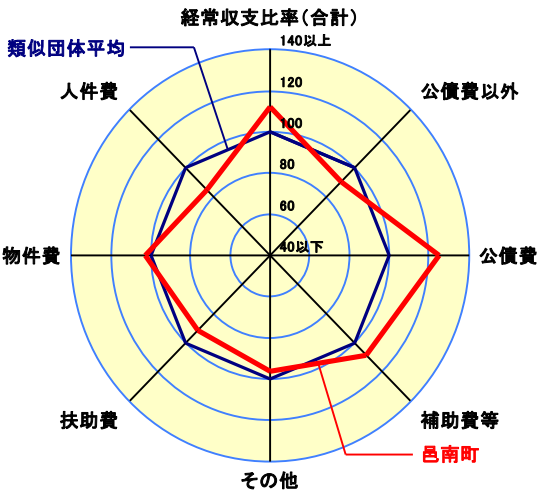 経常収支比率（合計）
140以上
類似団体平均
120
人件費
公債費以外
100
80
60
物件費
40以下
公債費
扶助費
補助費等
邑南町
その他